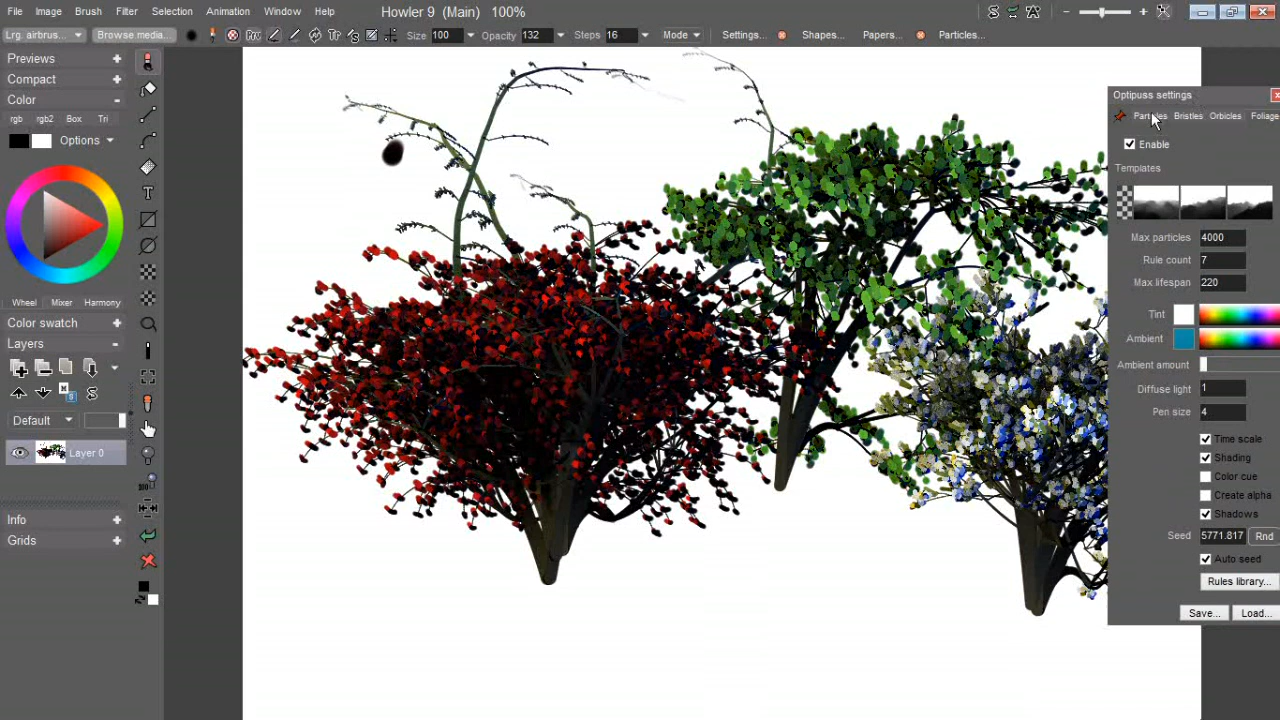 File Image Brush Filter Selection Animation Window Help Howler 9 (Main) 100%
Lrg. airbrus... Browse media... Size 100 Opacity 132 Steps 16 Mode Settings... Shapes... Papers... Particles...
Previews
Compact
Color
rgb rgb2 Box Tri
Options
Wheel Mixer Harmony
Color swatch
Layers
Default
Layer 0
Info
Grids
Optipuss settings
Particles Bristles Orbicles Foliage
Enable
Templates
Max particles 4000
Rule count 7
Max lifespan 220
Tint
Ambient
Ambient amount
Diffuse light 1
Pen size 4
Time scale
Shading
Color cue
Create alpha
Shadows
Seed 5771.817 Rnd
Auto seed
Rules library...
Save... Load...